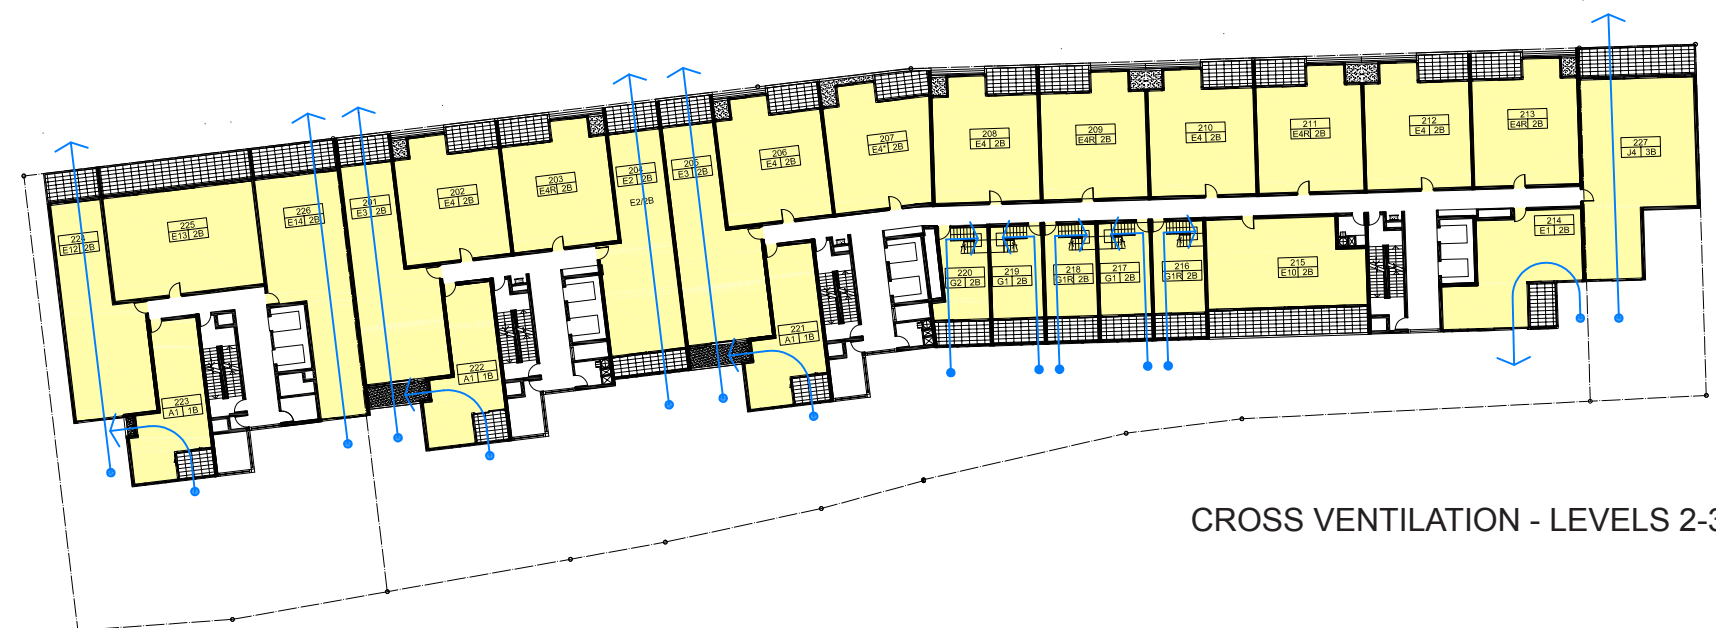 224
E12 2B
225
E13 2B
226
E14 2B
201
E3 2B
202
E4 2B
203
E4R 2B
204
E2 2B
E2/2B
205
E3 2B
206
E4 2B
207
E4* 2B
208
E4 2B
209
E4R 2B
210
E4 2B
211
E4R 2B
212
E4 2B
213
E4R 2B
227
J4 3B
214
E1 2B
215
E10 2B
216
G1R 2B
217
G1 2B
218
G1R 2B
219
G1 2B
220
G2 2B
221
A1 1B
222
A1 1B
223
A1 1B
CROSS VENTILATION - LEVELS 2-3